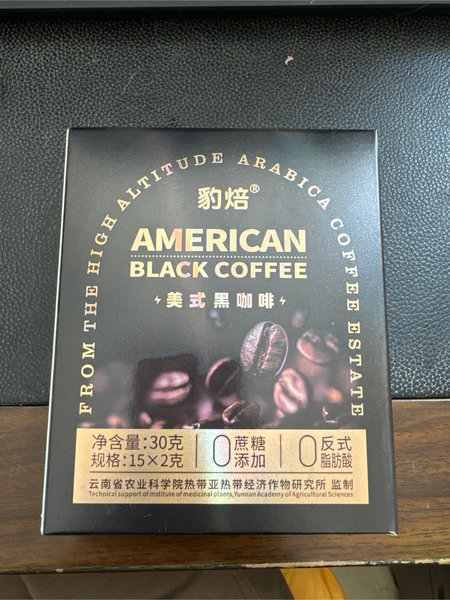 FROM THE HIGH ALTITUDE ARABICA COFFEE ESTATE
豹焙®
AMERICAN
BLACK COFFEE
美式黑咖啡
净含量:30克
规格:15×2克
0蔗糖添加
0反式脂肪酸
云南省农业科学院热带亚热带经济作物研究所 监制
Technical support of Institute of medicinal plants,Yunnan Academy of Agricultural Sciences